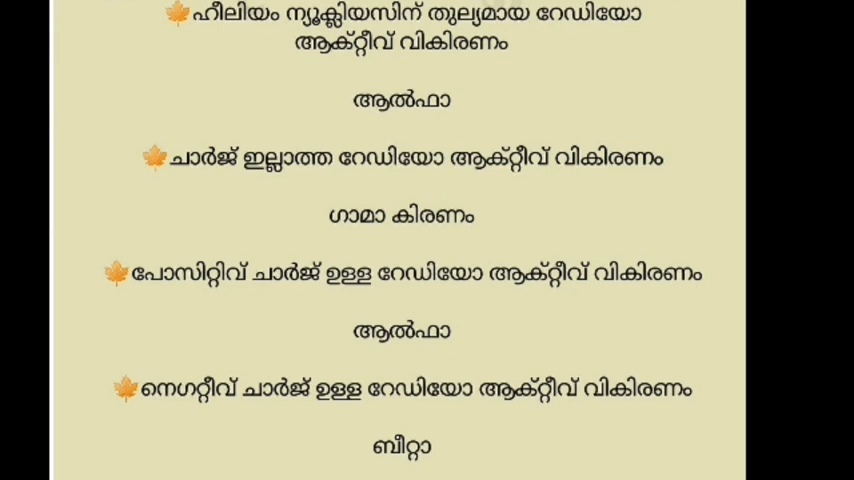 🍁ഹീലിയം ന്യൂക്ലിയസിന് തുല്യമായ റേഡിയോ
ആക്റ്റീവ് വികിരണം
ആൽഫാ
🍁ചാർജ് ഇല്ലാത്ത റേഡിയോ ആക്റ്റീവ് വികിരണം
ഗാമാ കിരണം
🍁പോസിറ്റിവ് ചാർജ് ഉള്ള റേഡിയോ ആക്റ്റീവ് വികിരണം
ആൽഫാ
🍁നെഗറ്റീവ് ചാർജ് ഉള്ള റേഡിയോ ആക്റ്റീവ് വികിരണം
ബീറ്റാ